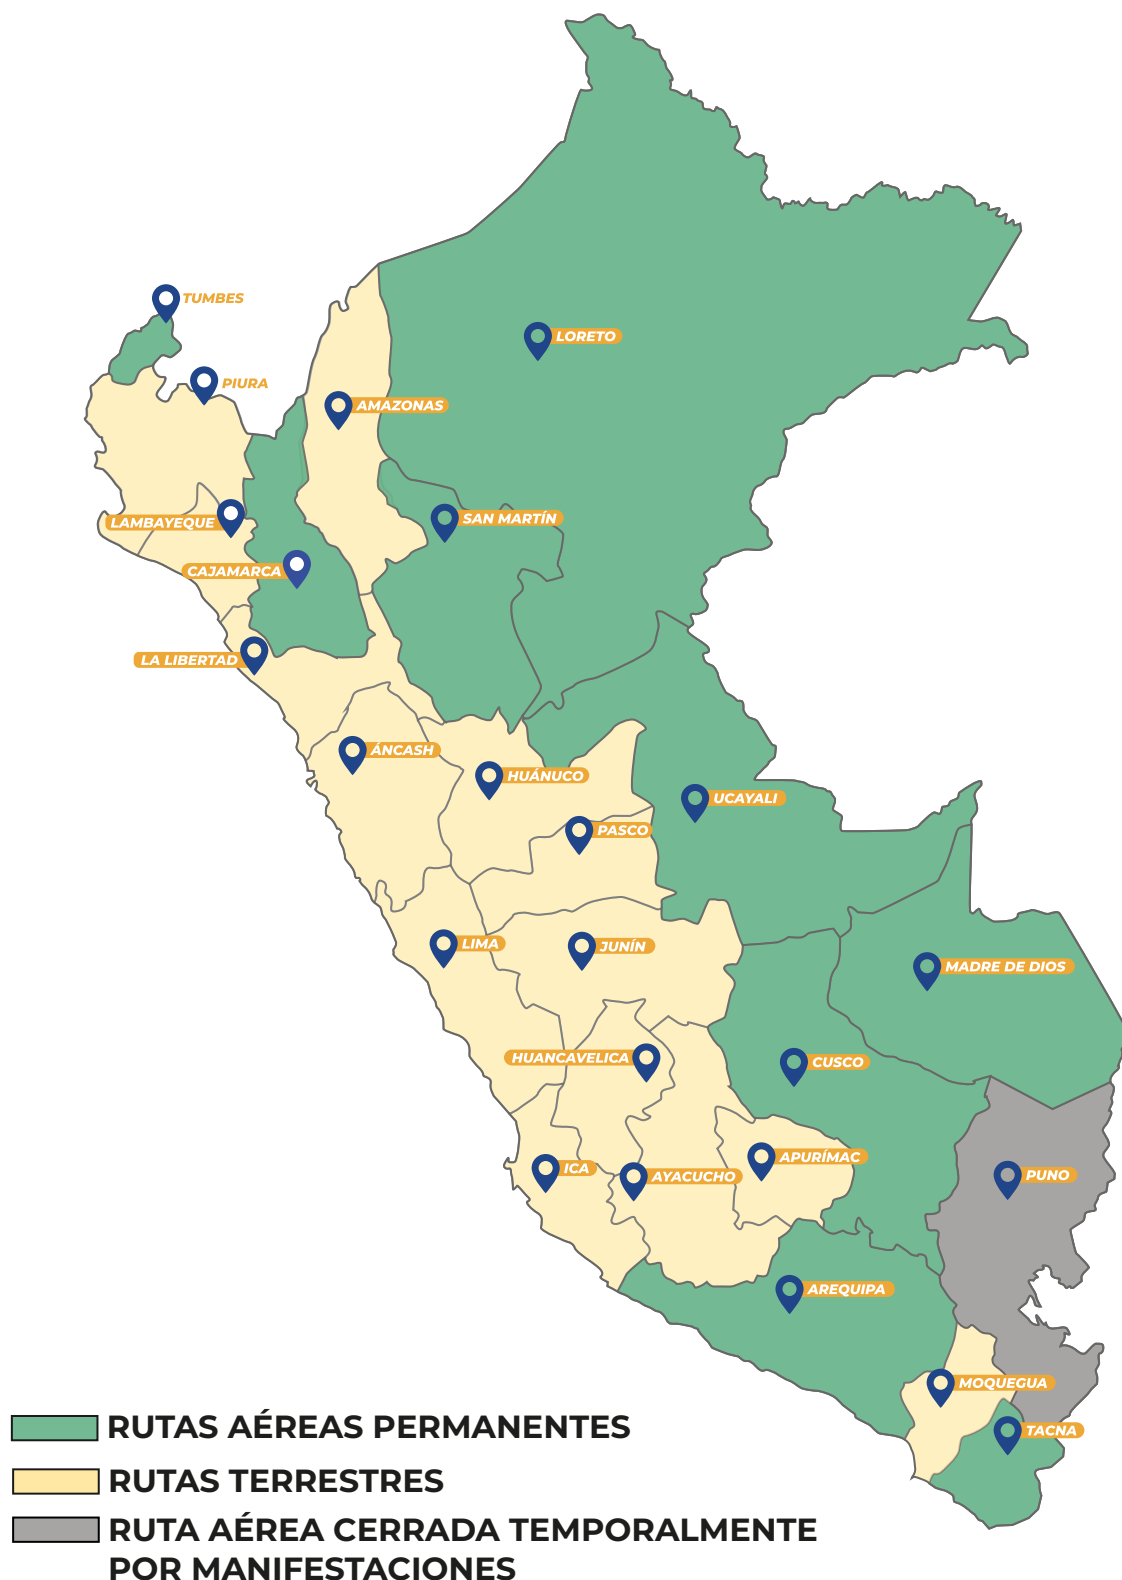 TUMBES
LORETO
PIURA
AMAZONAS
LAMBAYEQUE
SAN MARTÍN
CAJAMARCA
LA LIBERTAD
ÁNCASH
HUÁNUCO
UCAYALI
PASCO
LIMA
JUNÍN
MADRE DE DIOS
HUANCAVELICA
CUSCO
ICA
AYACUCHO
APURÍMAC
PUNO
AREQUIPA
MOQUEGUA
TACNA
RUTAS AÉREAS PERMANENTES
RUTAS TERRESTRES
RUTA AÉREA CERRADA TEMPORALMENTE
POR MANIFESTACIONES